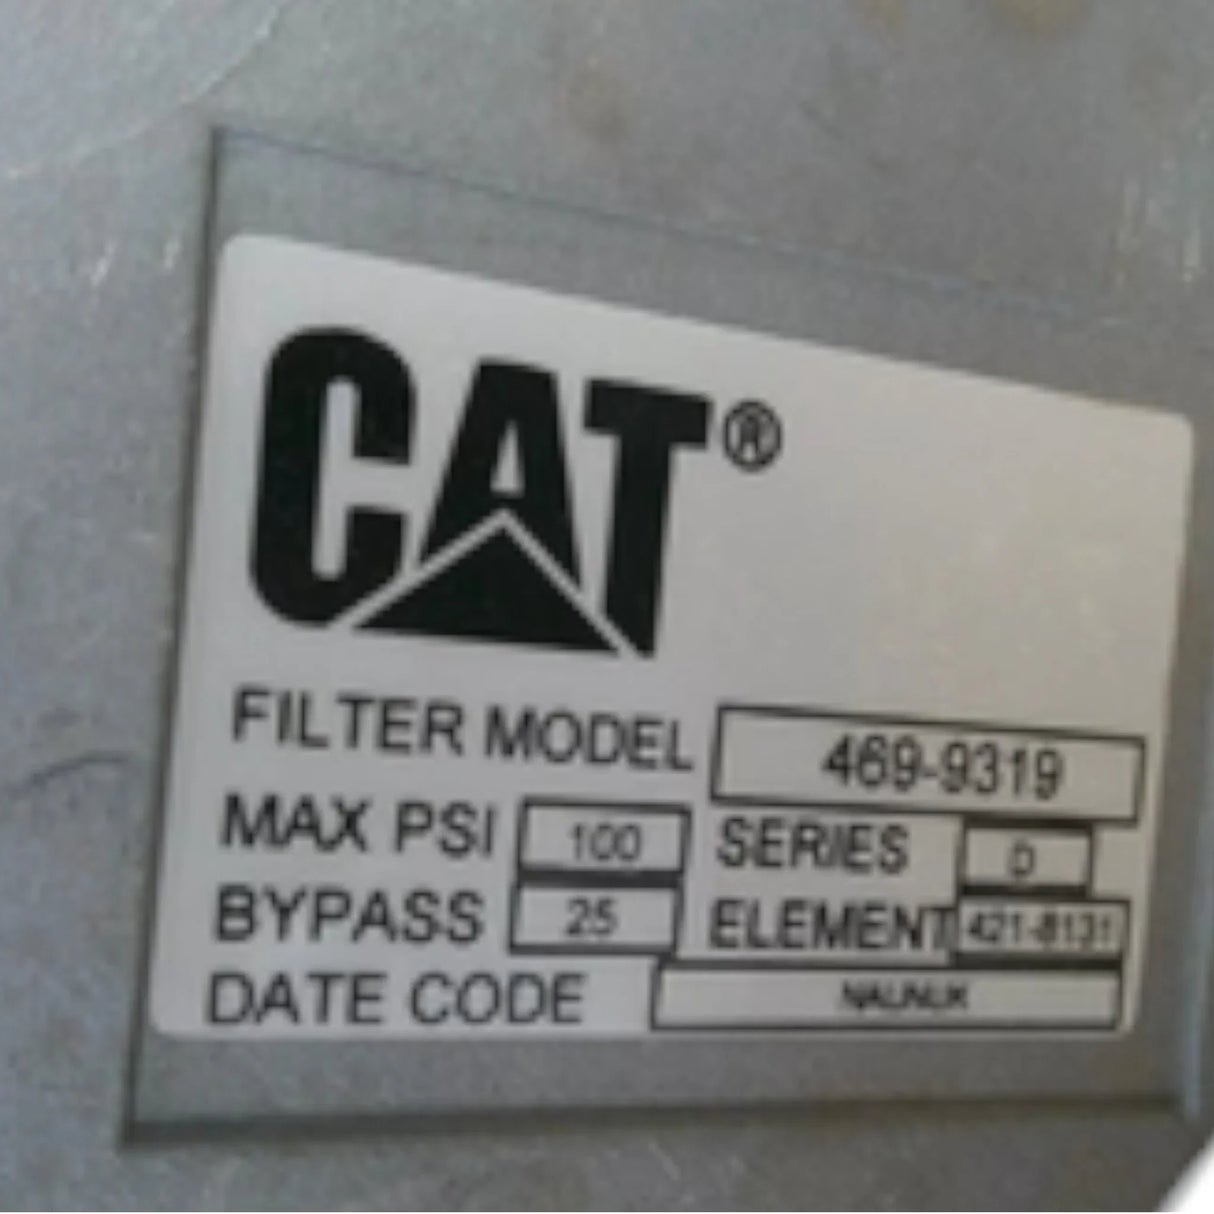 CAT®
FILTER MODEL 469-9319
MAX PSI 100 SERIES D
BYPASS 25 ELEMENT 421-8131
DATE CODE